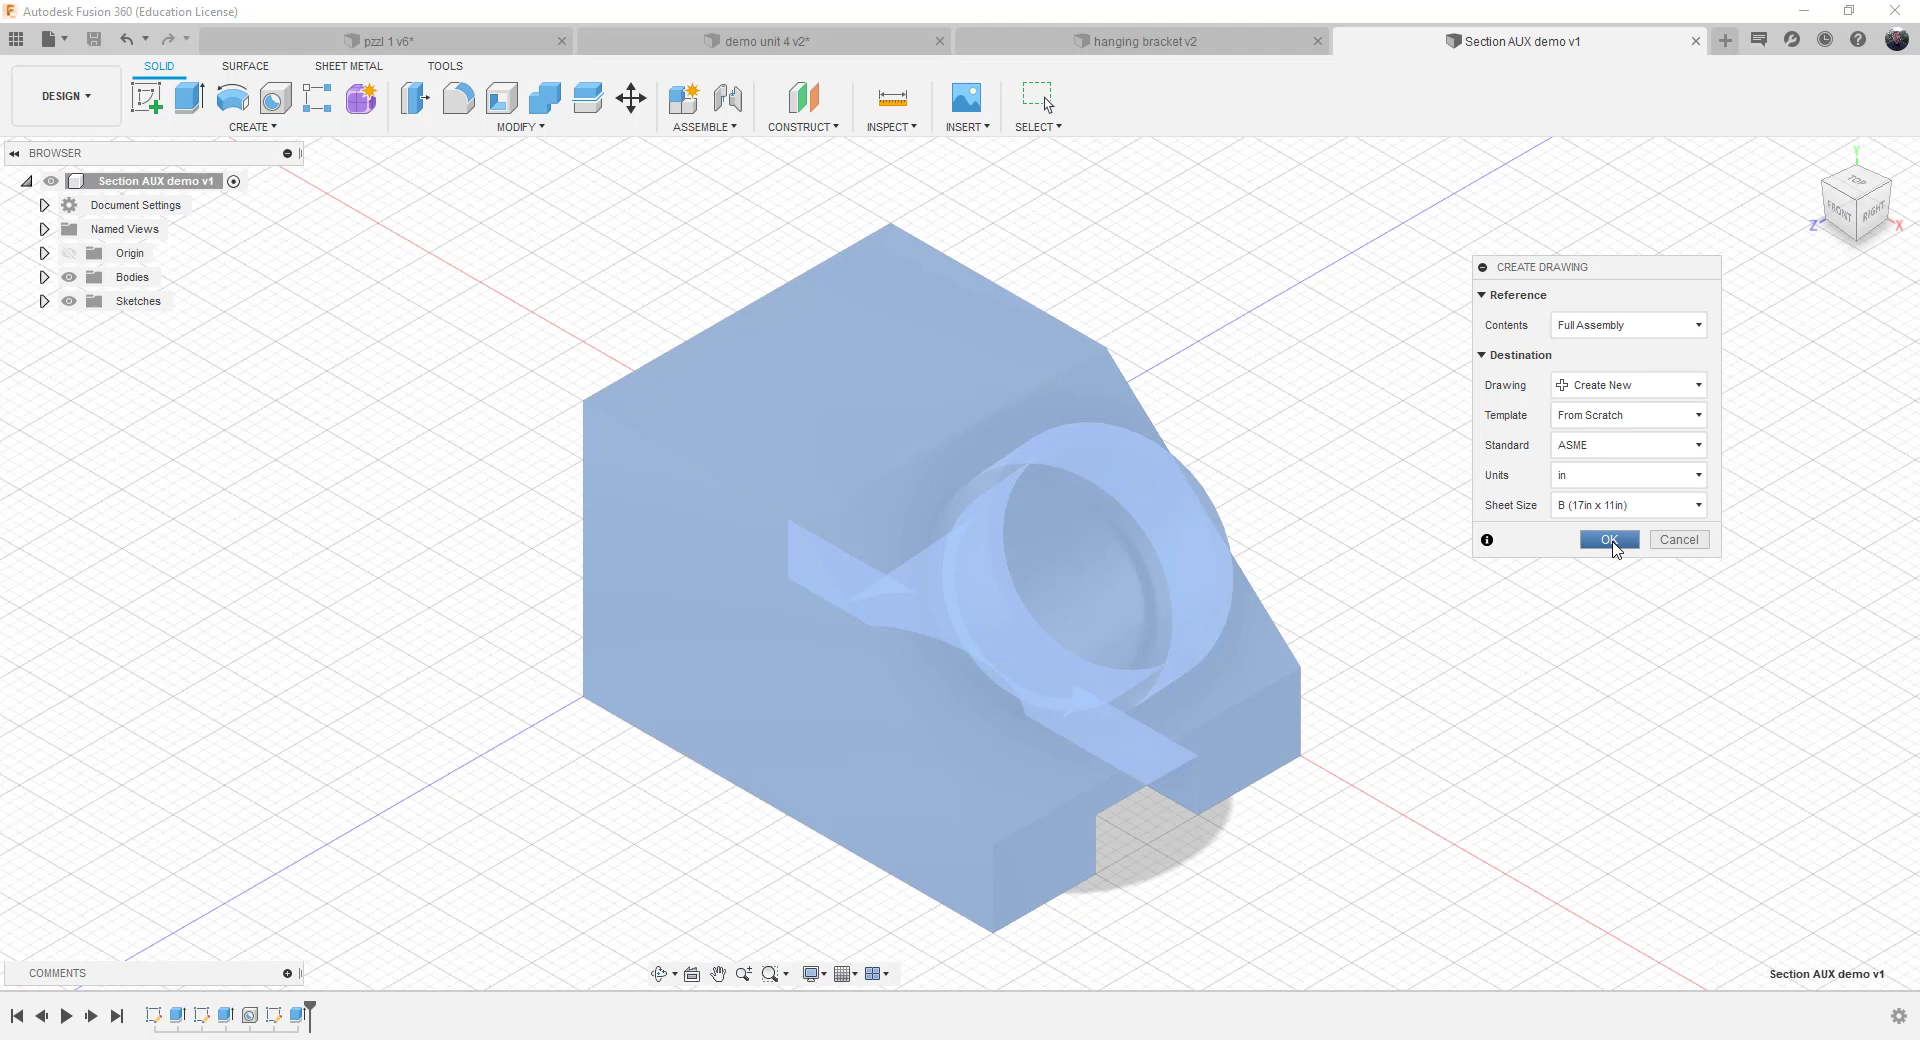 Autodesk Fusion 360 (Education License)
pzzl 1 v6*
demo unit 4 v2*
hanging bracket v2
Section AUX demo v1
DESIGN
SOLID
SURFACE
SHEET METAL
TOOLS
CREATE
MODIFY
ASSEMBLE
CONSTRUCT
INSPECT
INSERT
SELECT
BROWSER
Section AUX demo v1
Document Settings
Named Views
Origin
Bodies
Sketches
Y
TOP
FRONT
RIGHT
Z
X
CREATE DRAWING
Reference
Contents Full Assembly
Destination
Drawing Create New
Template From Scratch
Standard ASME
Units in
Sheet Size B (17in x 11in)
OK Cancel
COMMENTS
Section AUX demo v1